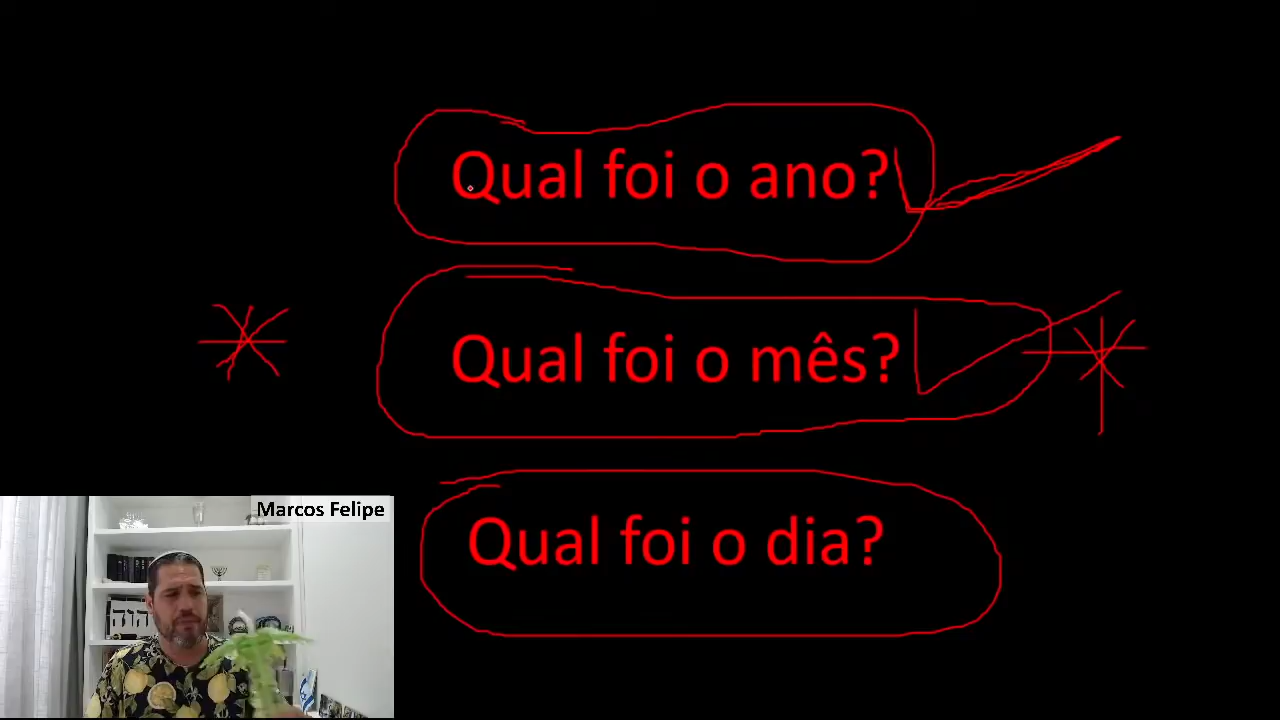 Qual foi o ano?
Qual foi o mês?
Qual foi o dia?
Marcos Felipe